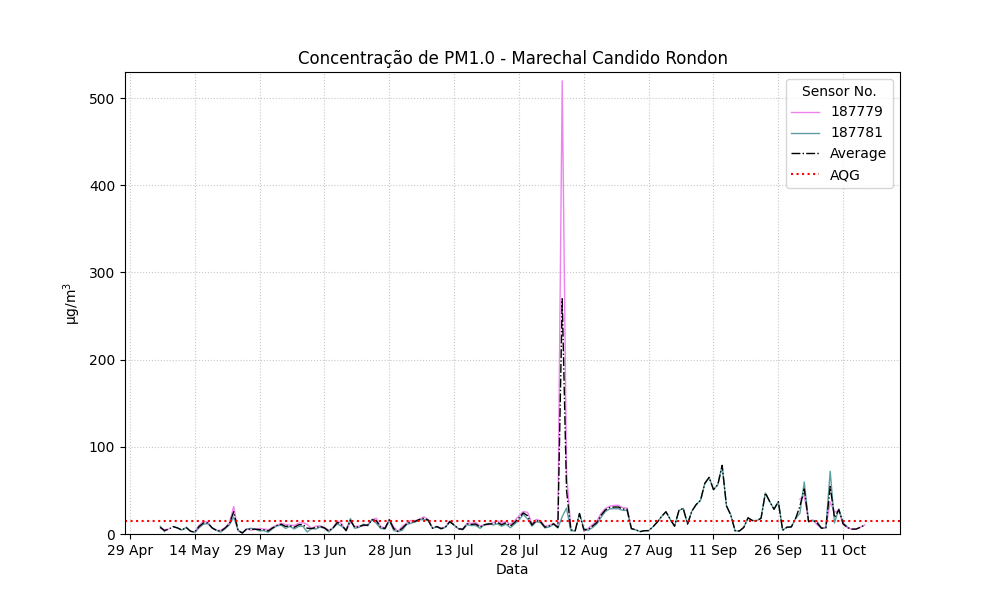 Concentração de PM1.0 - Marechal Candido Rondon
Sensor No.
187779
187781
Average
AQG
500
400
300
200
100
0
µg/m³
29 Apr 14 May 29 May 13 Jun 28 Jun 13 Jul 28 Jul 12 Aug 27 Aug 11 Sep 26 Sep 11 Oct
Data